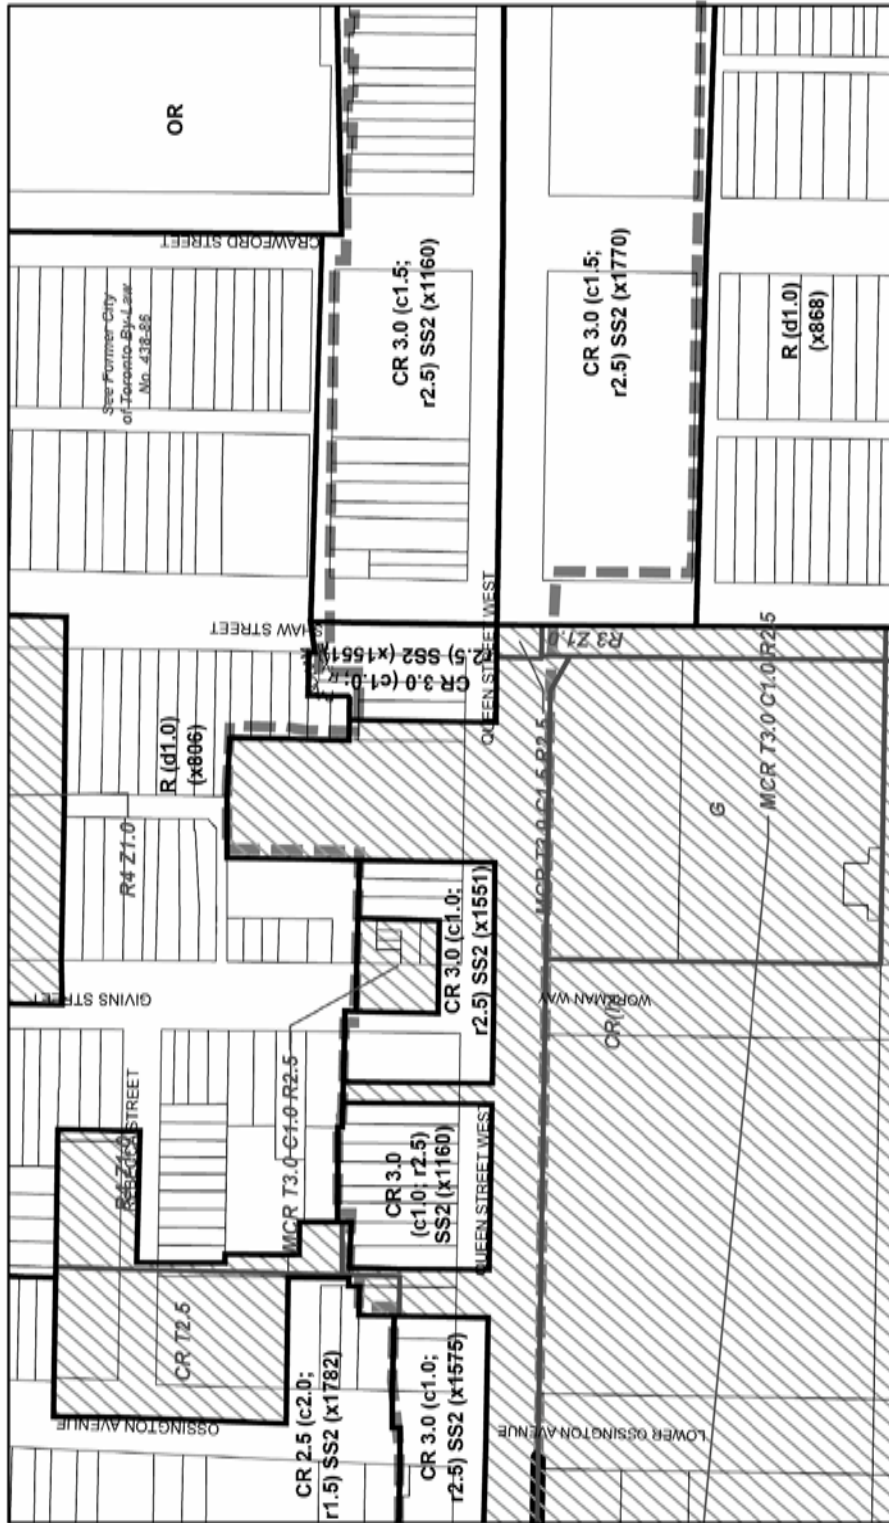 OR
CRAWFORD STREET
See Former City
of Toronto By-Law
No. 438-86
CR 3.0 (c1.5;
r2.5) SS2 (x1160)
CR 3.0 (c1.5;
r2.5) SS2 (x1770)
R (d1.0)
(x868)
SHAW STREET
CR 3.0 (c1.0;
r2.5) SS2 (x1551)
QUEEN STREET WEST
R3 Z1.0
R (d1.0)
(x806)
R4 Z1.0
MCR T3.0 C1.5 R2.5
G
MCR T3.0 C1.0 R2.5
CR 3.0 (c1.0;
r2.5) SS2 (x1551)
GIVINS STREET
WORKMAN WAY
CR(h)
MCR T3.0 C1.0 R2.5
STREET
CR 3.0
(c1.0; r2.5)
SS2 (x1160)
QUEEN STREET WEST
CR T2.5
CR 2.5 (c2.0;
r1.5) SS2 (x1782)
CR 3.0 (c1.0;
r2.5) SS2 (x1575)
OSSINGTON AVENUE
LOWER OSSINGTON AVENUE